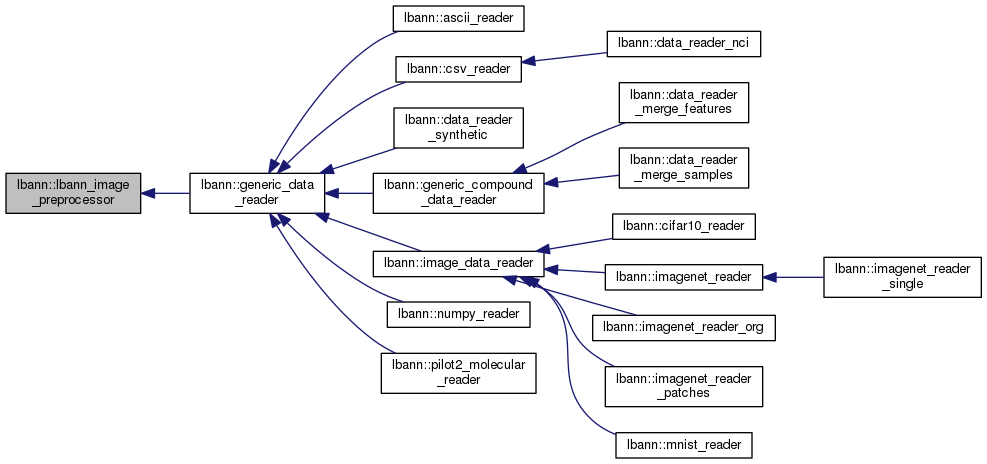 lbann::lbann_image
_preprocessor
lbann::generic_data
_reader
lbann::ascii_reader
lbann::csv_reader
lbann::data_reader
_synthetic
lbann::generic_compound
_data_reader
lbann::image_data_reader
lbann::numpy_reader
lbann::pilot2_molecular
_reader
lbann::data_reader_nci
lbann::data_reader
_merge_features
lbann::data_reader
_merge_samples
lbann::cifar10_reader
lbann::imagenet_reader
lbann::imagenet_reader_org
lbann::imagenet_reader
_patches
lbann::mnist_reader
lbann::imagenet_reader
_single